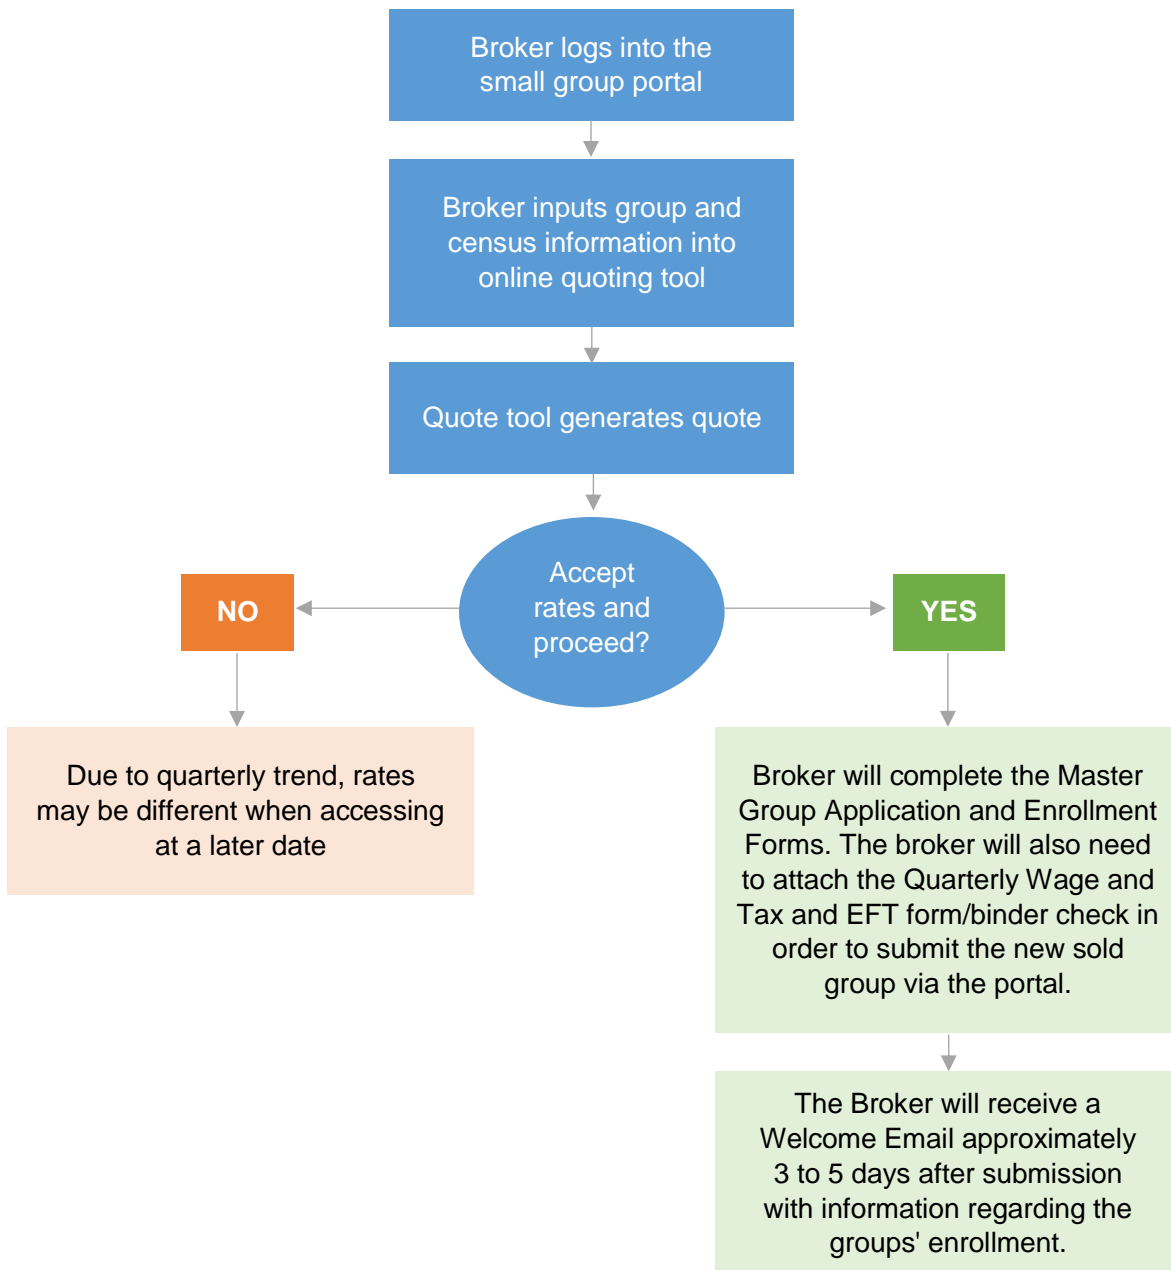 Broker logs into the
small group portal
Broker inputs group and
census information into
online quoting tool
Quote tool generates quote
Accept
rates and
proceed?
NO
YES
Due to quarterly trend, rates
may be different when accessing
at a later date
Broker will complete the Master
Group Application and Enrollment
Forms. The broker will also need
to attach the Quarterly Wage and
Tax and EFT form/binder check in
order to submit the new sold
group via the portal.
The Broker will receive a
Welcome Email approximately
3 to 5 days after submission
with information regarding the
groups' enrollment.